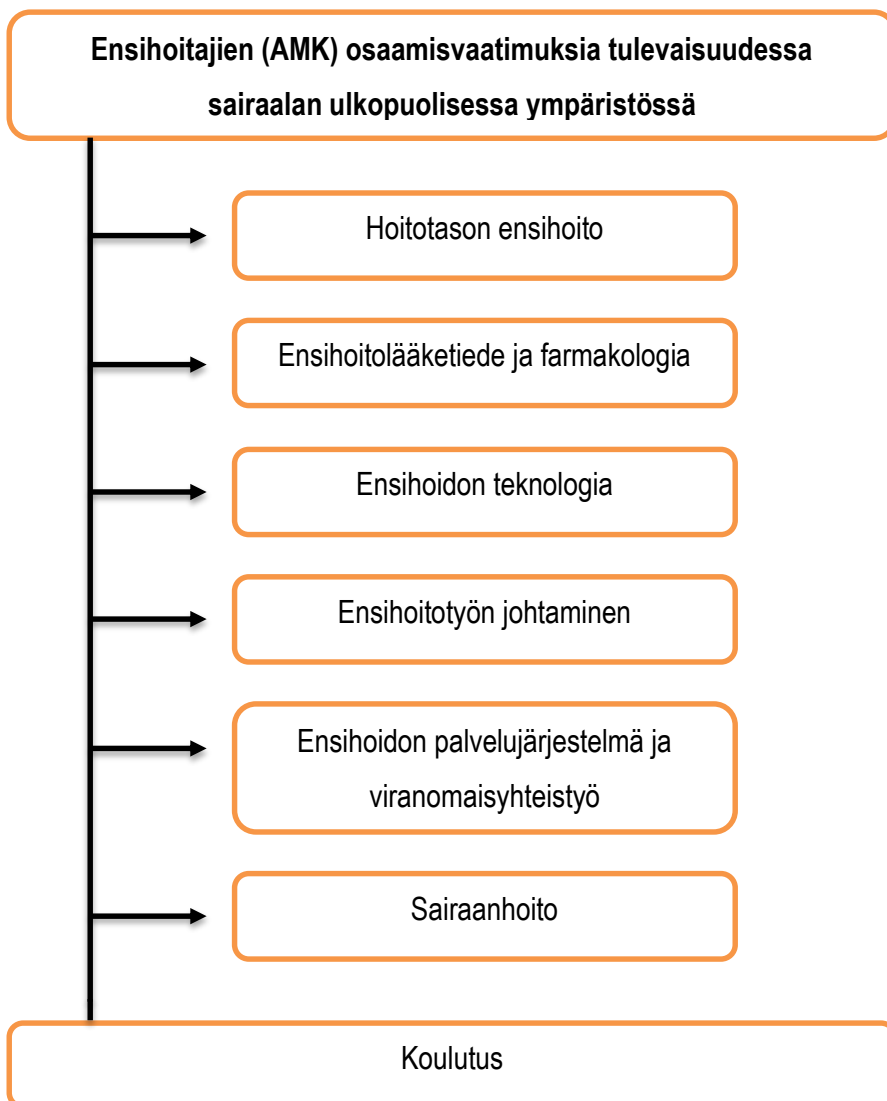 Ensihoitajien (AMK) osaamisvaatimuksia tulevaisuudessa
sairaalan ulkopuolisessa ympäristössä
Hoitotason ensihoito
Ensihoitolääketiede ja farmakologia
Ensihoidon teknologia
Ensihoitotyön johtaminen
Ensihoidon palvelujärjestelmä ja
viranomaisyhteistyö
Sairaanhoito
Koulutus